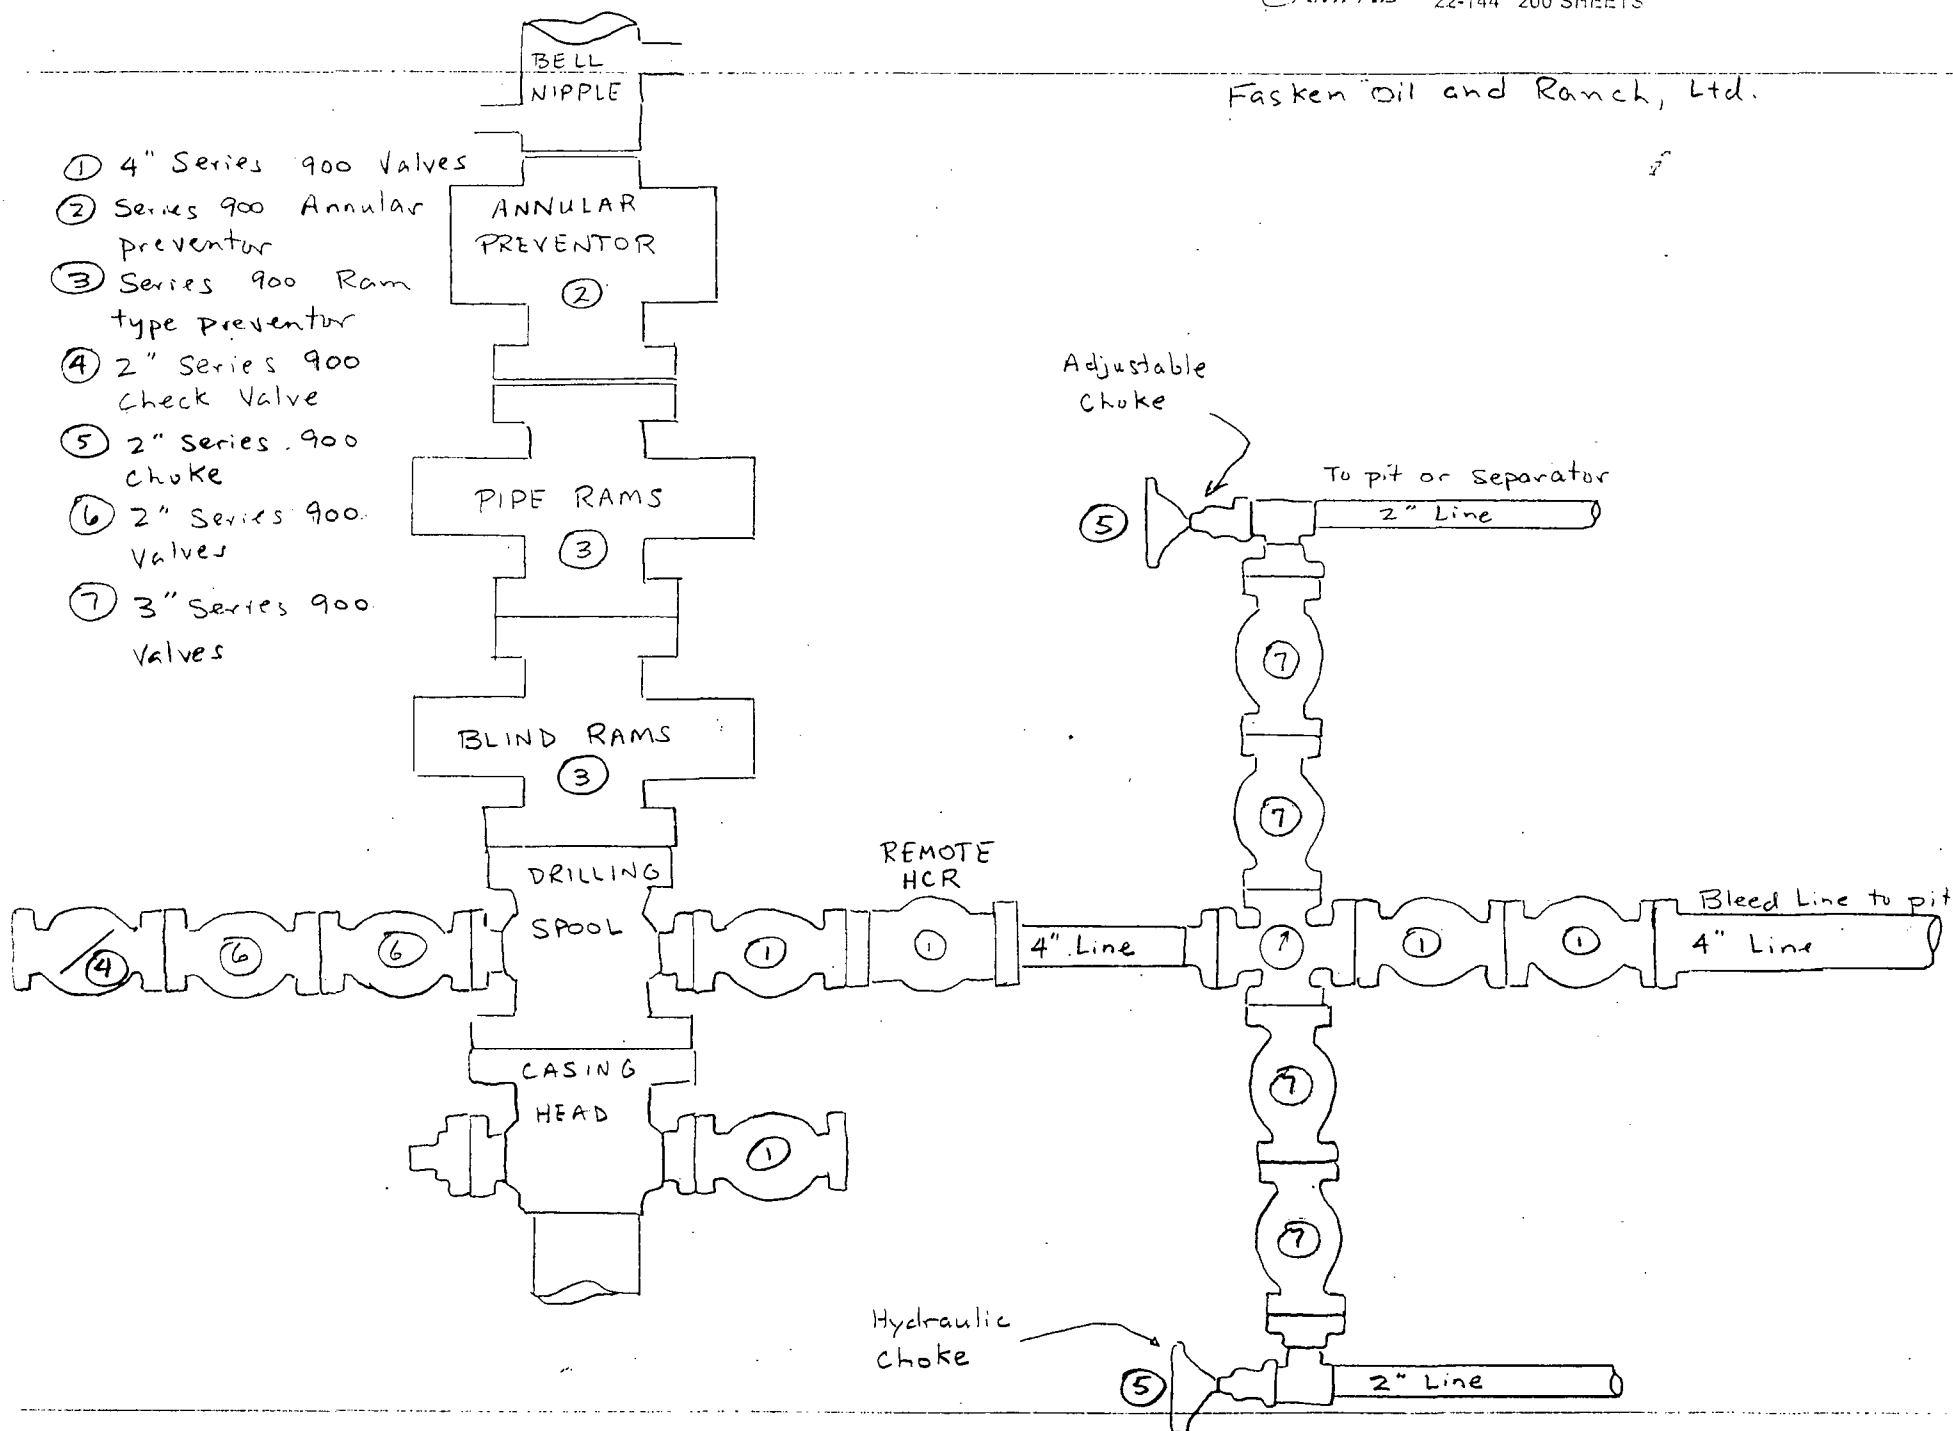 22-144 200 SHEETS
Fasken Oil and Ranch, Ltd.
BELL
NIPPLE
① 4" Series 900 Valves
② Series 900 Annular
preventor
③ Series 900 Ram
type preventor
④ 2" Series 900
Check Valve
⑤ 2" Series 900
Choke
⑥ 2" Series 900
Valves
⑦ 3" Series 900
Valves
ANNULAR
PREVENTOR
②
PIPE RAMS
③
BLIND RAMS
③
DRILLING
SPOOL
④ ⑥ ⑥
REMOTE
HCR
① ①
4" Line
① ①
Bleed Line to pit
4" Line
CASING
HEAD
①
Adjustable
Choke
⑤
To pit or separator
2" Line
⑦
⑦
⑦
⑦
Hydraulic
Choke
⑤
2" Line